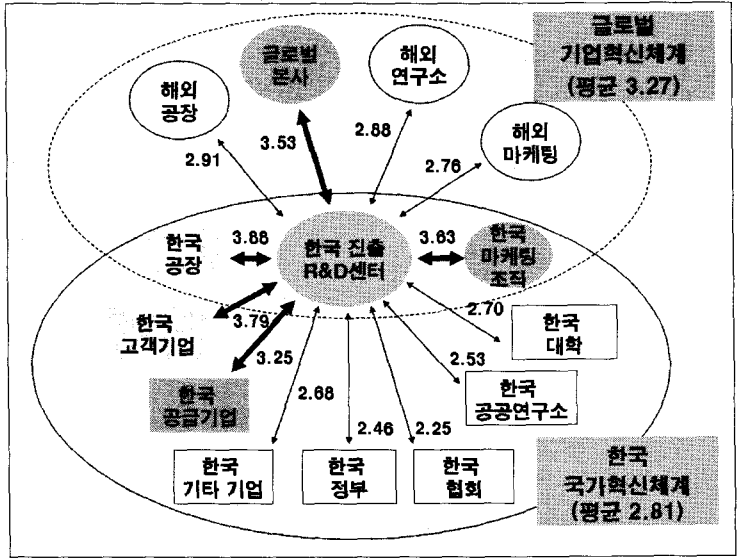 글로벌
기업혁신체계
(평균 3.27)
글로벌
본사
해외
연구소
해외
공장
해외
마케팅
3.53
2.88
2.91
2.76
한국
공장
3.88
한국 진출
R&D센터
3.63
한국
마케팅
조직
한국
고객기업
3.79
2.70
한국
대학
3.25
2.53
한국
공급기업
2.68
한국
공공연구소
2.46
2.25
한국
기타 기업
한국
정부
한국
협회
한국
국가혁신체계
(평균 2.81)